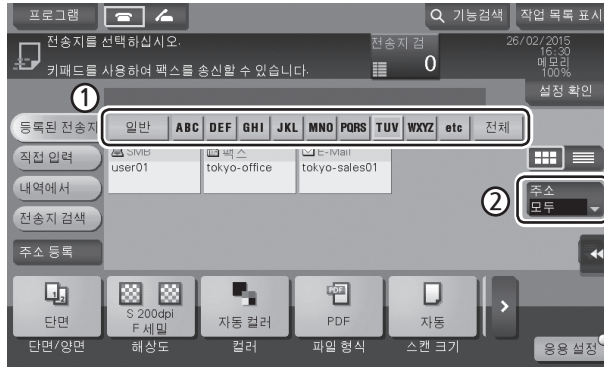 프로그램
기능검색
작업 목록 표시
전송지를 선택하십시오.
키패드를 사용하여 팩스를 송신할 수 있습니다.
전송지 검
0
26/02/2015
16:30
메모리
100%
설정 확인
①
등록된 전송지
일반 ABC DEF GHI JKL MNO PQRS TUV WXYZ etc 전체
직접 입력
내역에서
전송지 검색
주소 등록
SMB
user01
팩스
tokyo-office
E-Mail
tokyo-sales01
②
주소
모두
단면
S 200dpi
F 세밀
자동 컬러
PDF
자동
단면/양면
해상도
컬러
파일 형식
스캔 크기
응용 설정